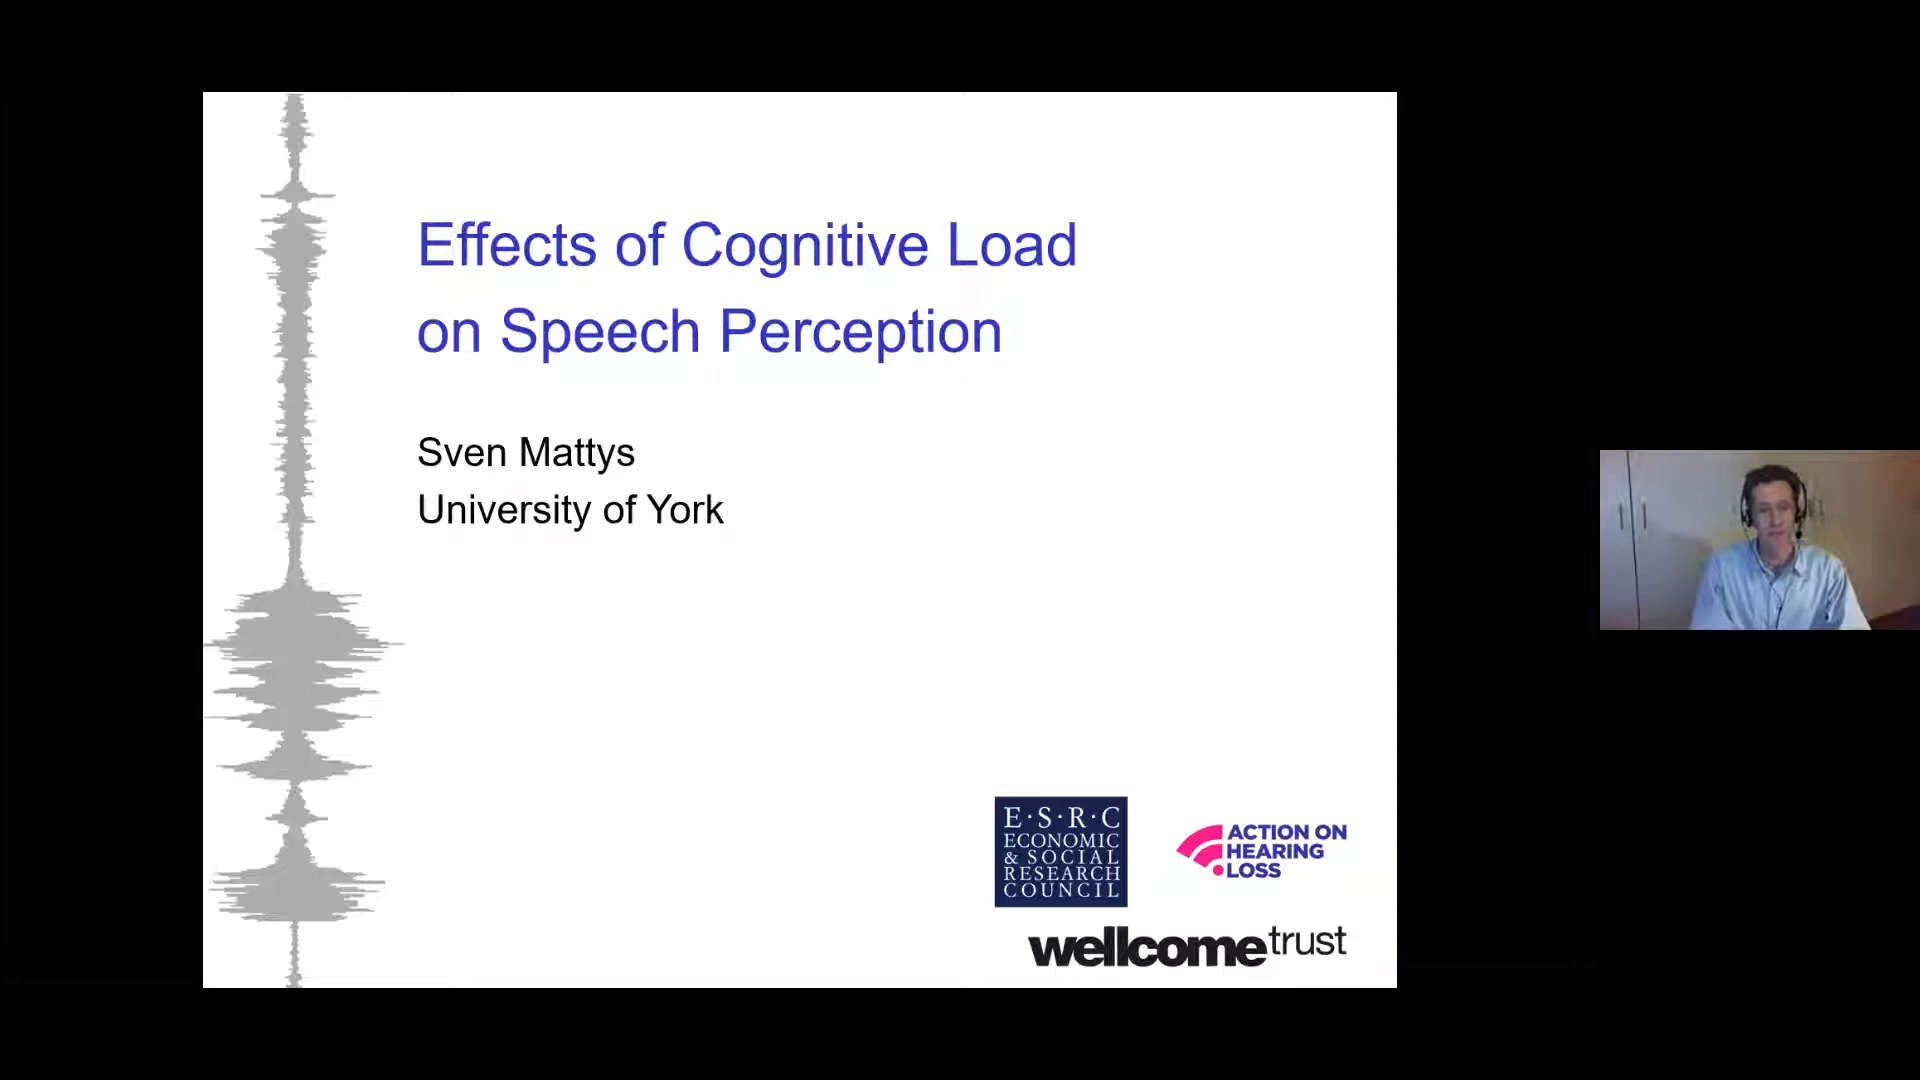 Effects of Cognitive Load
on Speech Perception
Sven Mattys
University of York
E·S·R·C
ECONOMIC
& SOCIAL
RESEARCH
COUNCIL
ACTION ON
HEARING
LOSS
wellcometrust